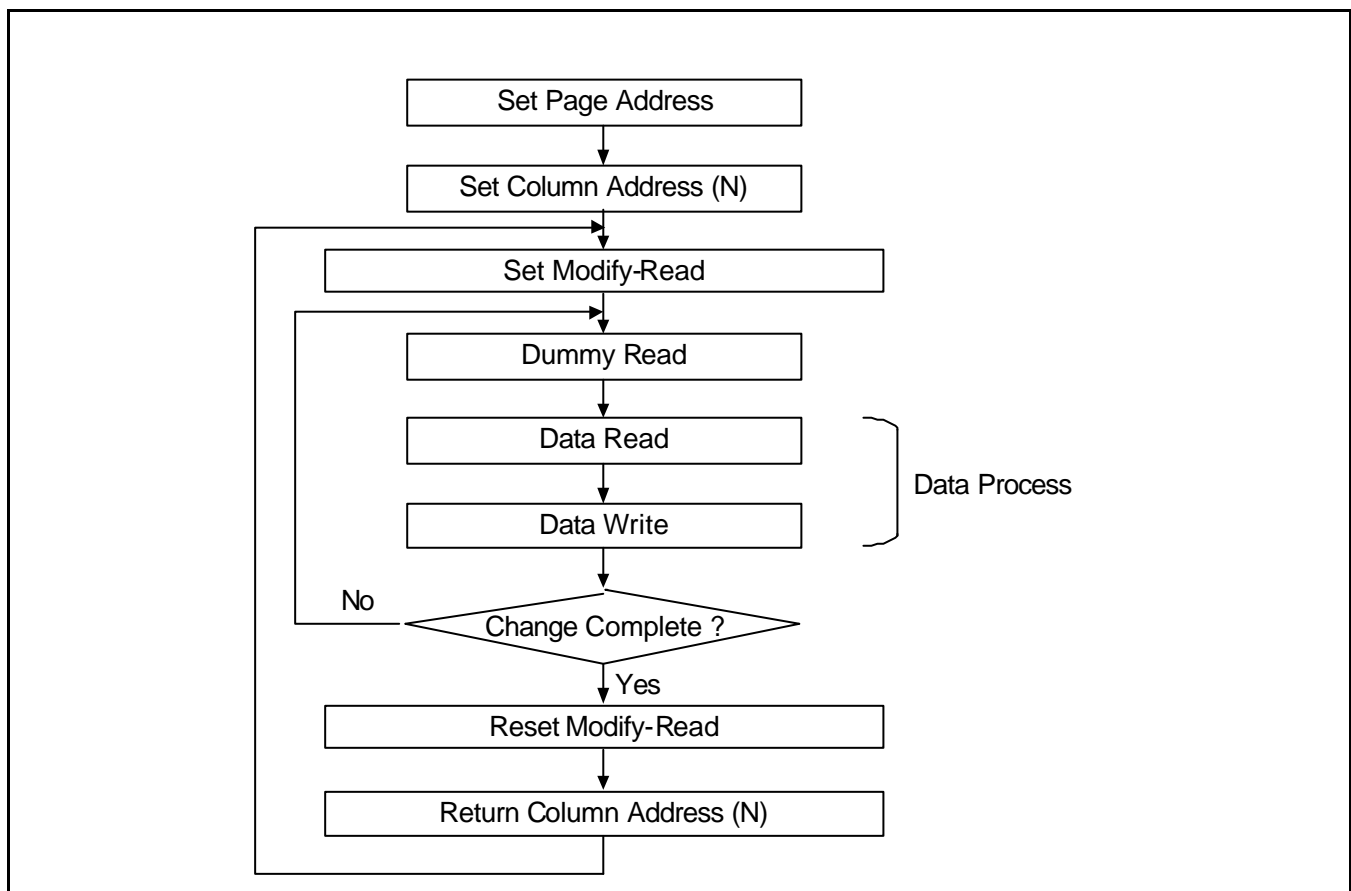 Set Page Address
Set Column Address (N)
Set Modify-Read
Dummy Read
Data Read
Data Process
Data Write
No
Change Complete ?
Yes
Reset Modify-Read
Return Column Address (N)